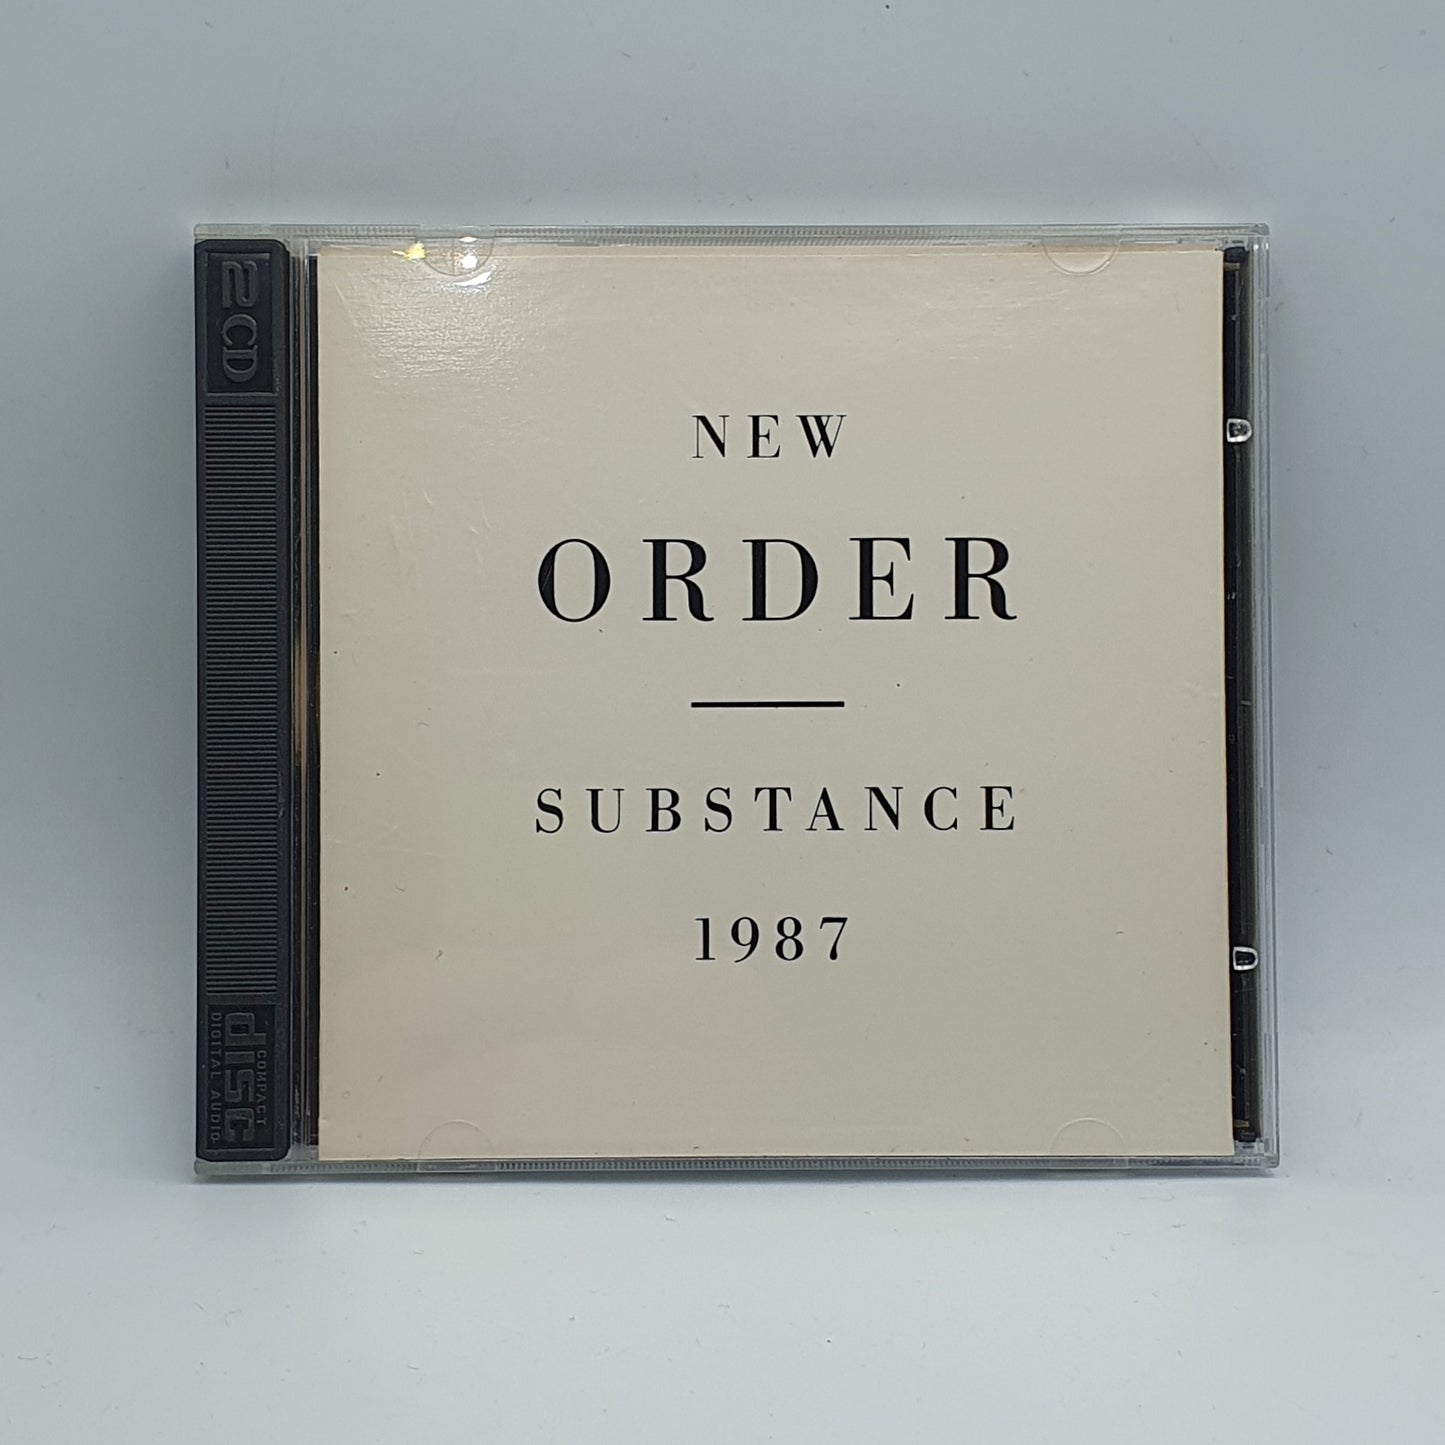 NEW
ORDER
SUBSTANCE
1987
2CD
COMPACT
disc
DIGITAL AUDIO